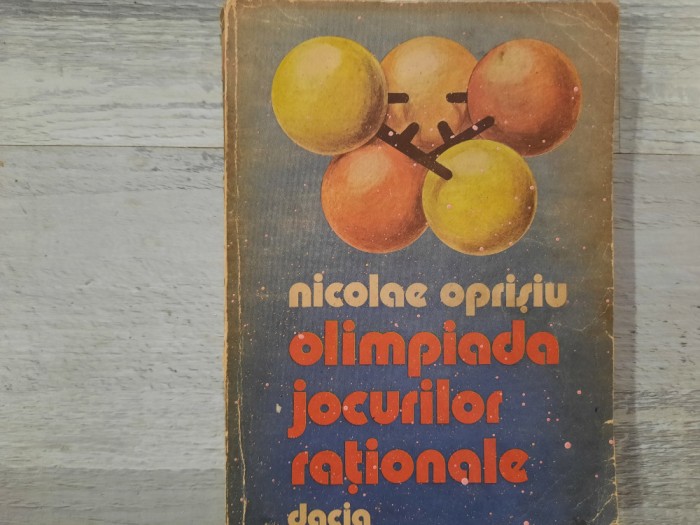 nicolae oprișiu
olimpiada
jocurilor
raționale
dacia